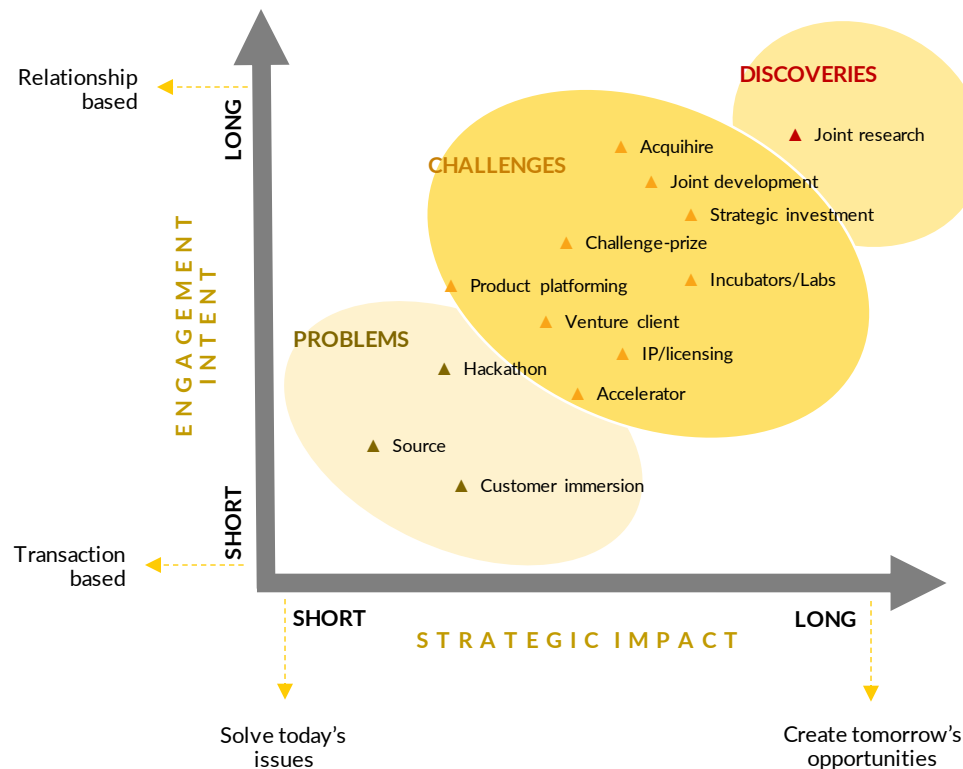 DISCOVERIES
Relationship
based
LONG
▲ Joint research
▲ Acquihire
CHALLENGES
▲ Joint development
▲ Strategic investment
▲ Challenge-prize
▲ Incubators/Labs
▲ Product platforming
ENGAGEMENT
INTENT
▲ Venture client
PROBLEMS
▲ IP/licensing
▲ Hackathon
▲ Accelerator
▲ Source
▲ Customer immersion
SHORT
Transaction
based
SHORT
LONG
STRATEGIC IMPACT
Solve today’s
issues
Create tomorrow’s
opportunities